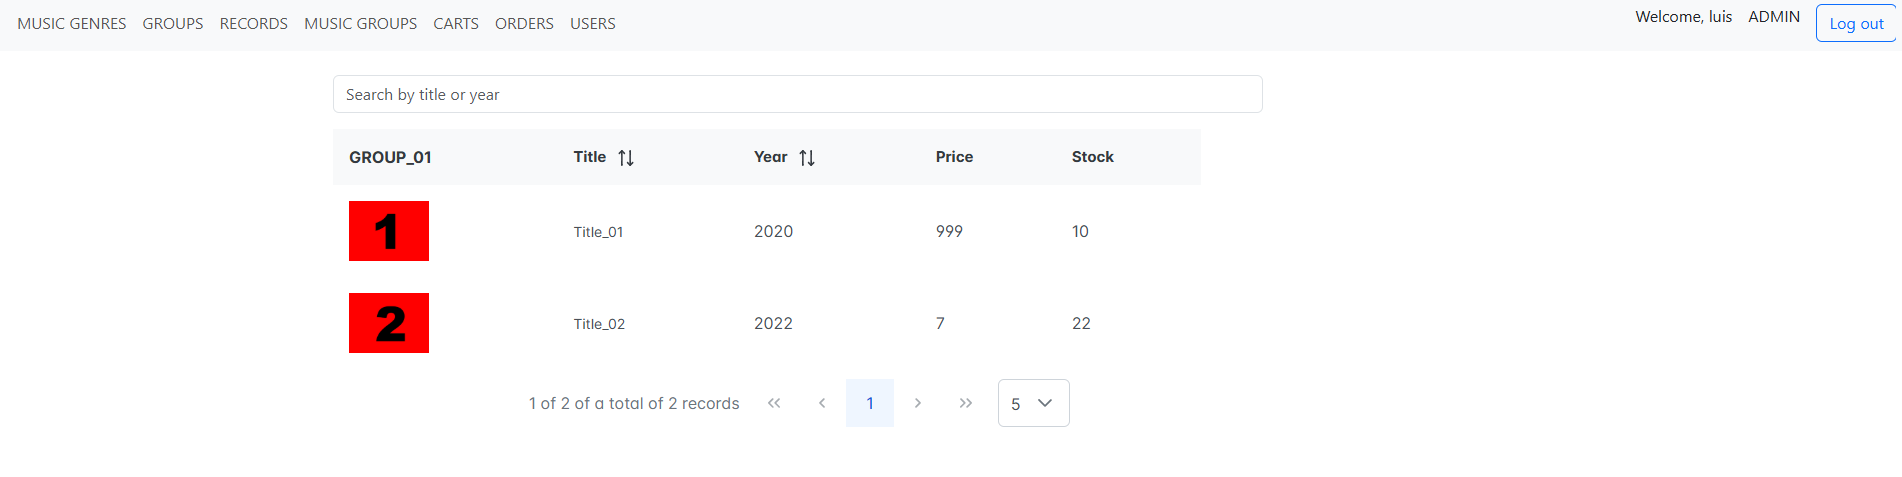 MUSIC GENRES GROUPS RECORDS MUSIC GROUPS CARTS ORDERS USERS Welcome, luis ADMIN Log out
Search by title or year
GROUP_01 Title Year Price Stock
1 Title_01 2020 999 10
2 Title_02 2022 7 22
1 of 2 of a total of 2 records « ‹ 1 › » 5